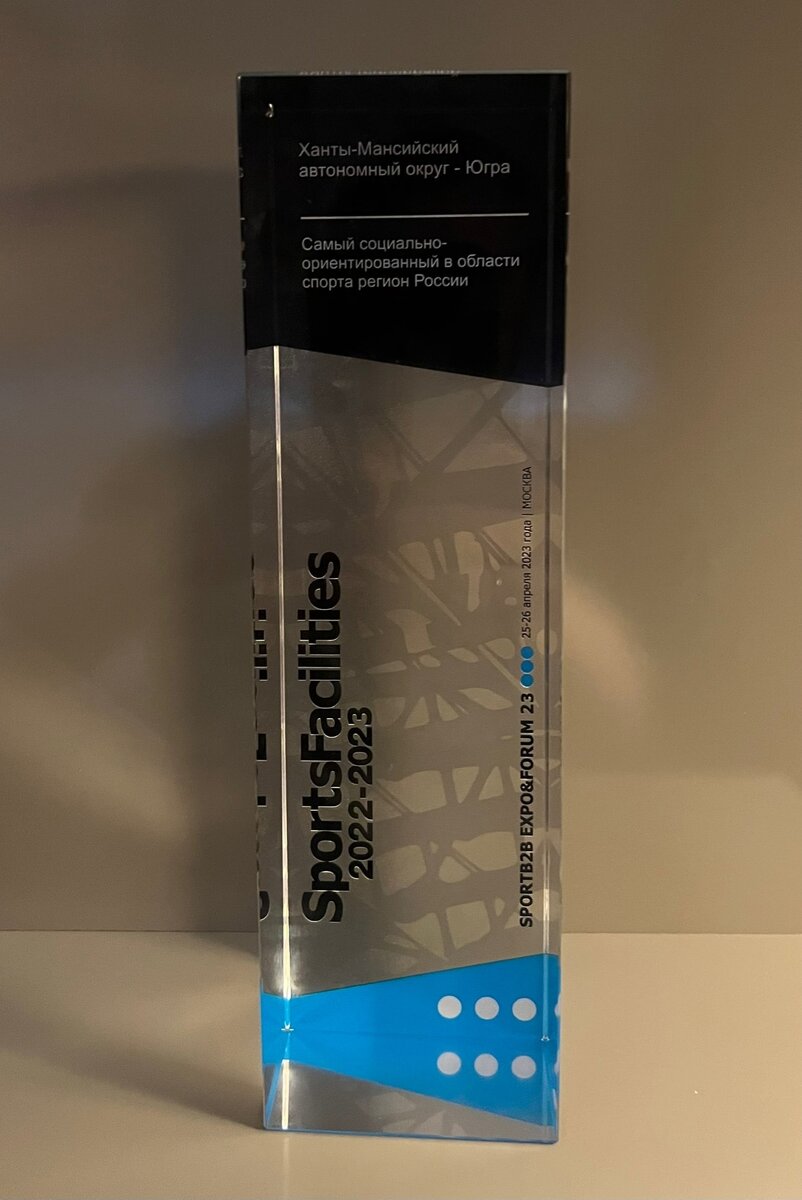 Ханты-Мансийский
автономный округ - Югра
Самый социально-
ориентированный в области
спорта регион России
SportsFacilities
2022-2023
SPORTB2B EXPO&FORUM 23 25-26 апреля 2023 года | МОСКВА